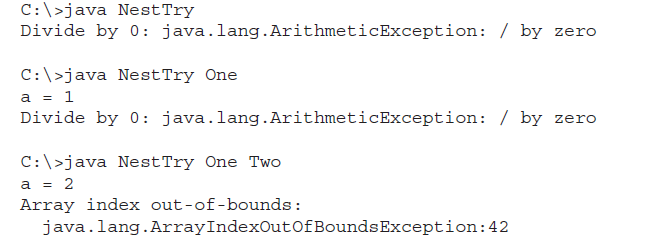 C:\>java NestTry
Divide by 0: java.lang.ArithmeticException: / by zero
C:\>java NestTry One
a = 1
Divide by 0: java.lang.ArithmeticException: / by zero
C:\>java NestTry One Two
a = 2
Array index out-of-bounds:
java.lang.ArrayIndexOutOfBoundsException:42